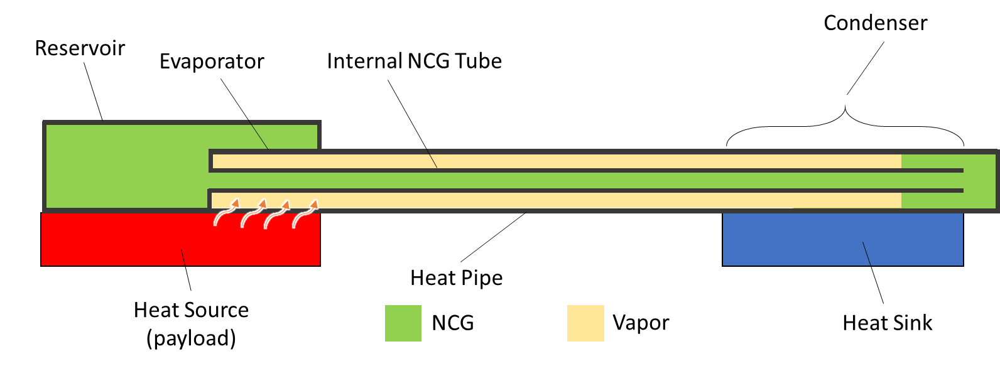 Condenser
Reservoir
Evaporator
Internal NCG Tube
Heat Pipe
Heat Source
(payload)
NCG
Vapor
Heat Sink